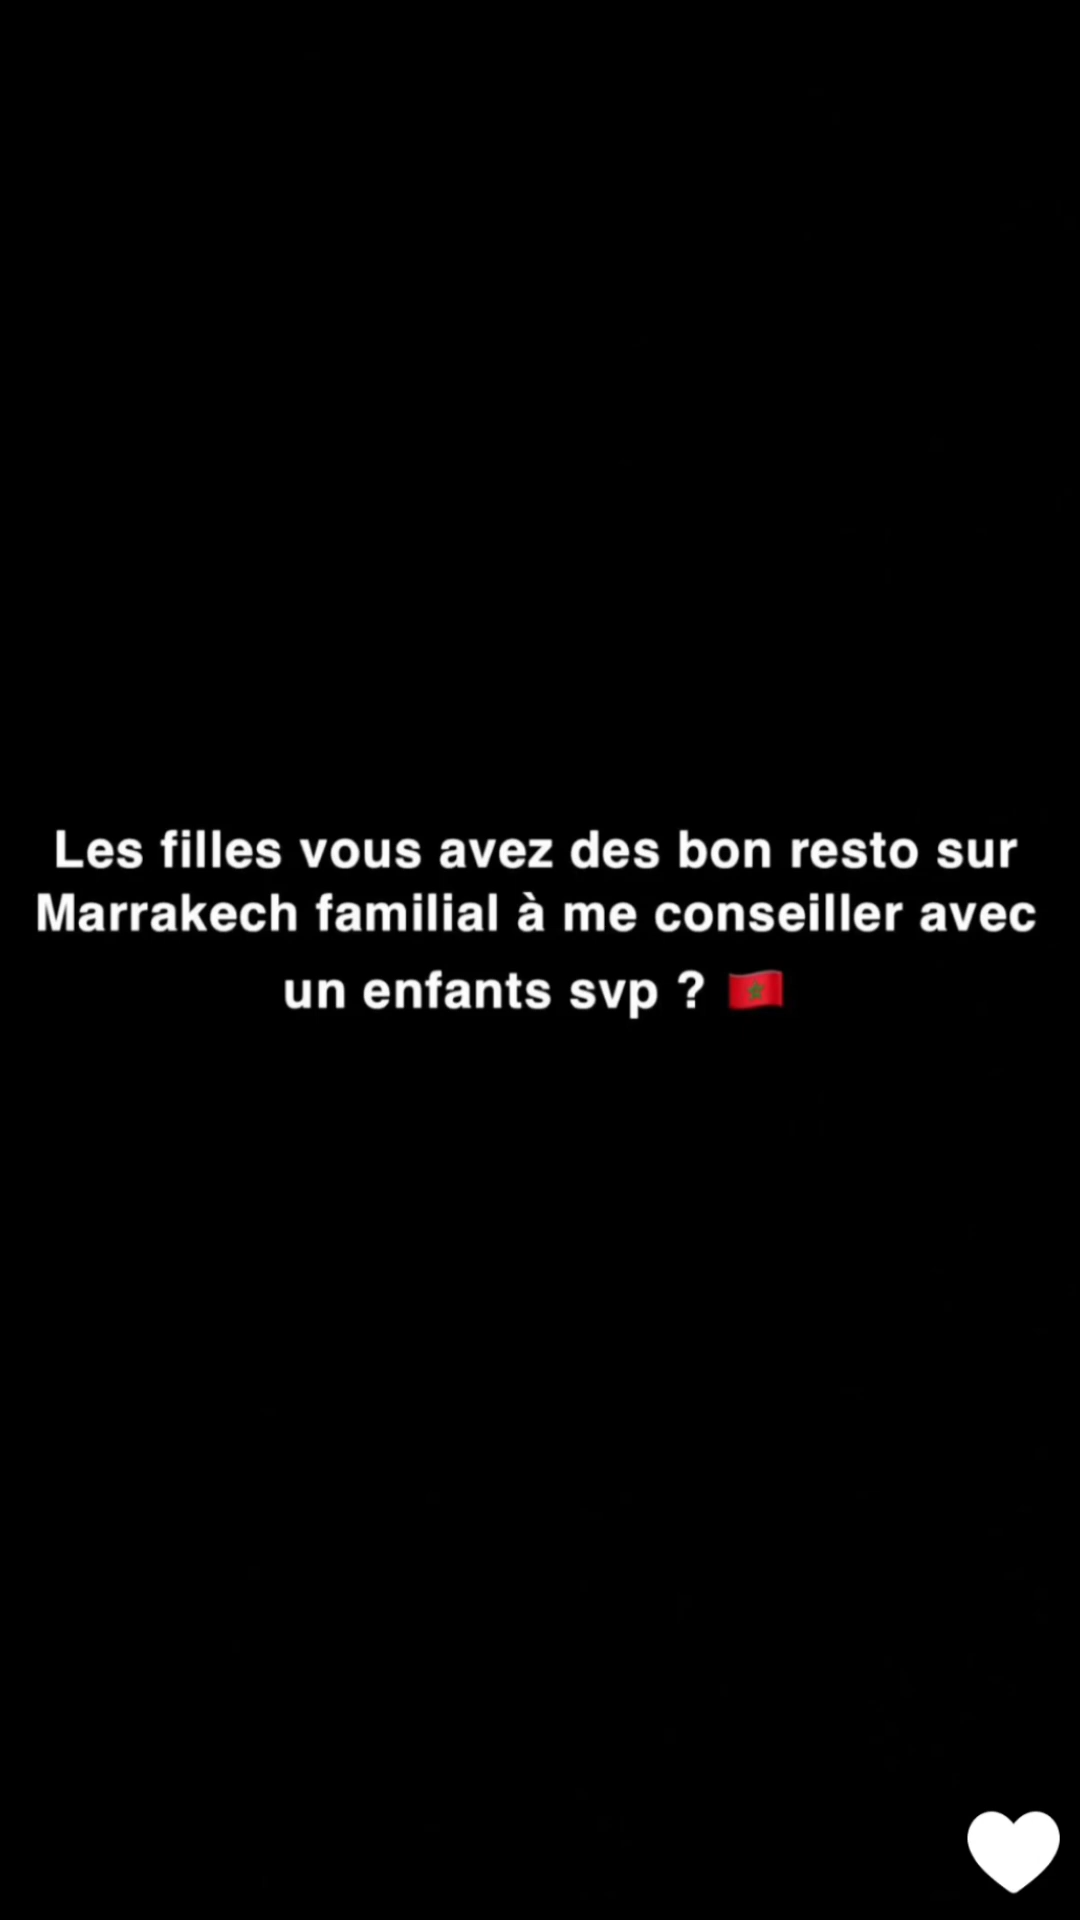 Les filles vous avez des bon resto sur
Marrakech familial à me conseiller avec
un enfants svp ? 🇲🇦